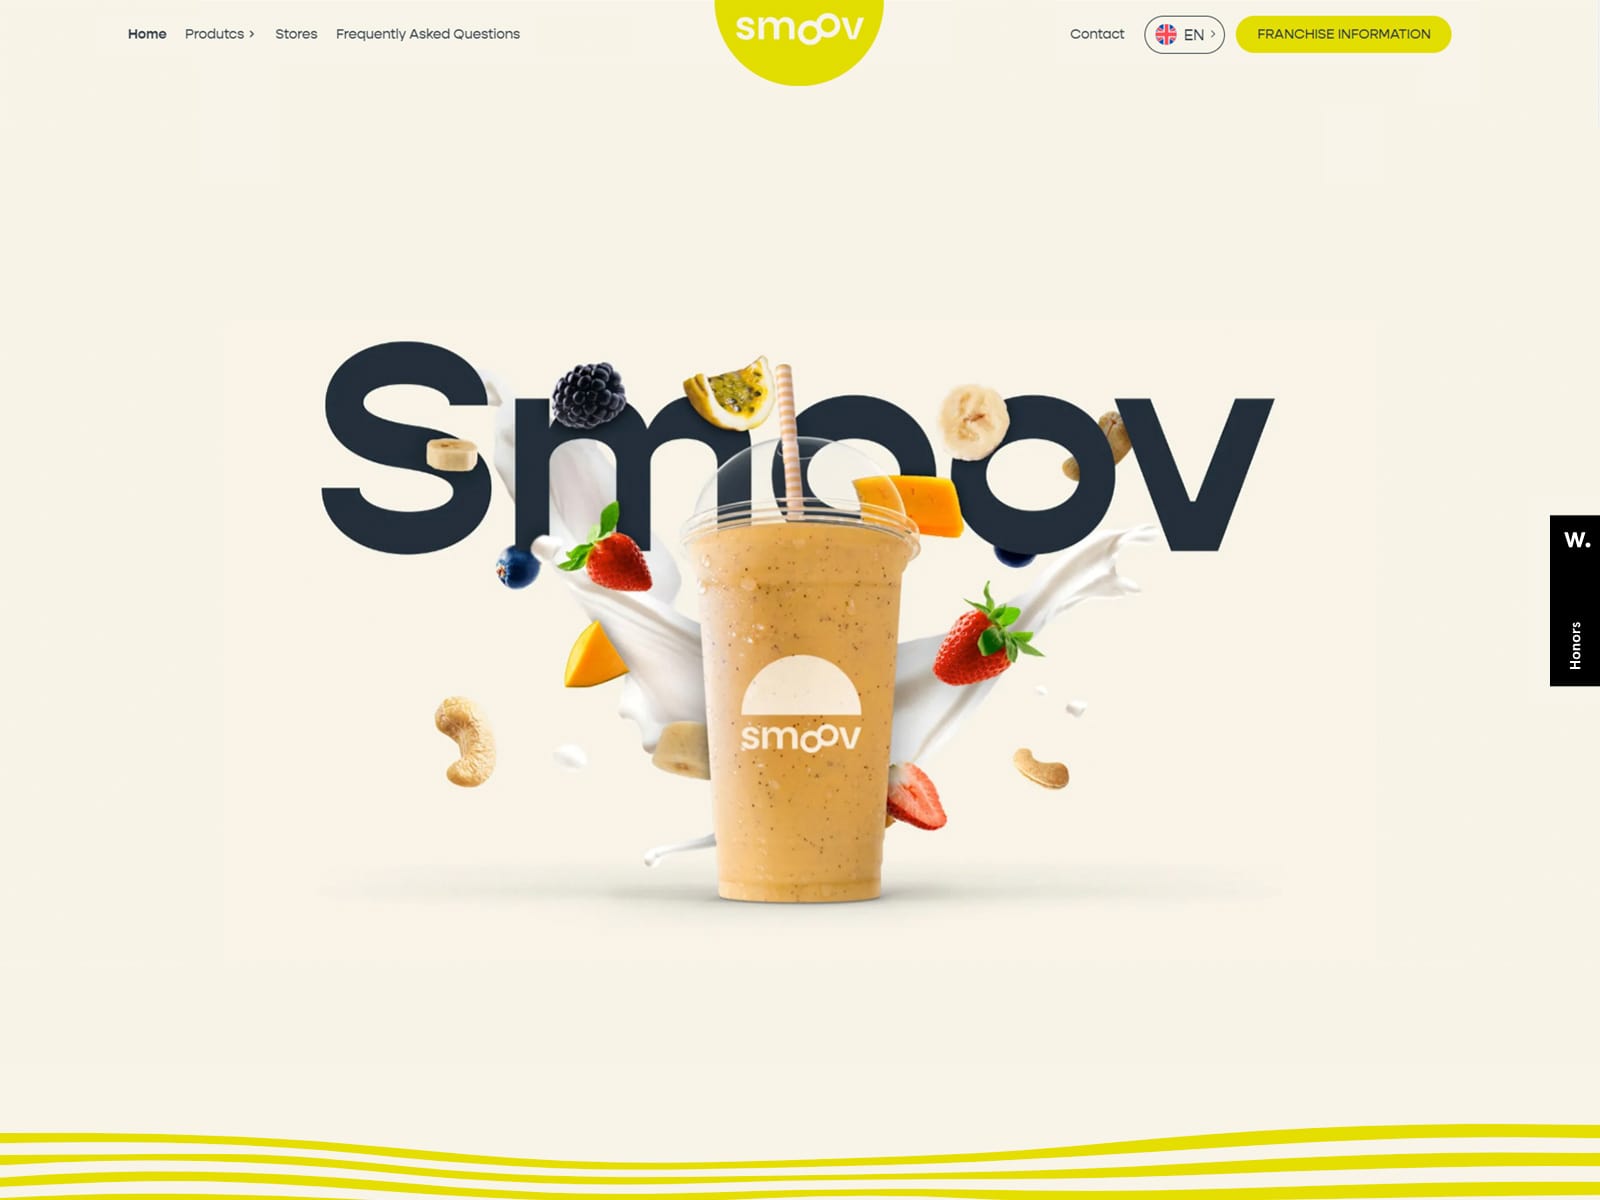 Home
Produtcs
Stores
Frequently Asked Questions
smoov
Contact
EN
FRANCHISE INFORMATION
Smoov
smoov
W.
Honors